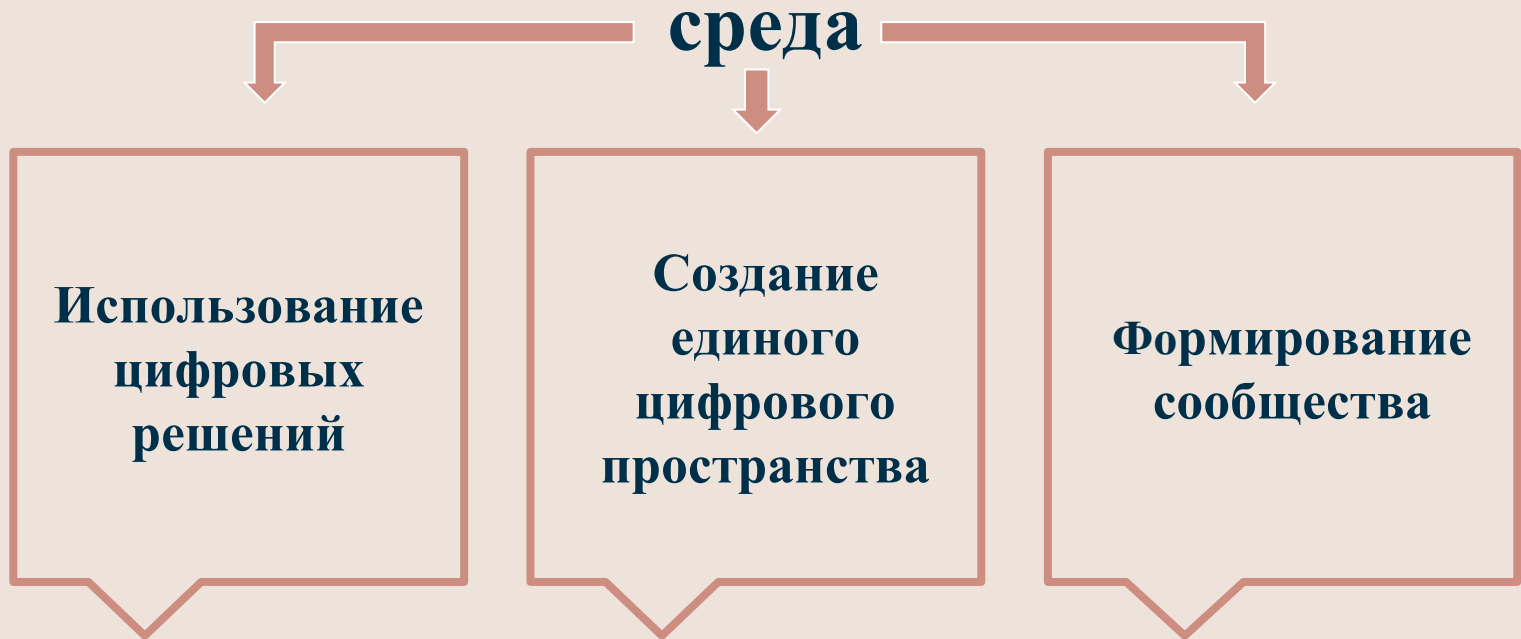 среда
Использование
цифровых
решений
Создание
единого
цифрового
пространства
Формирование
сообщества